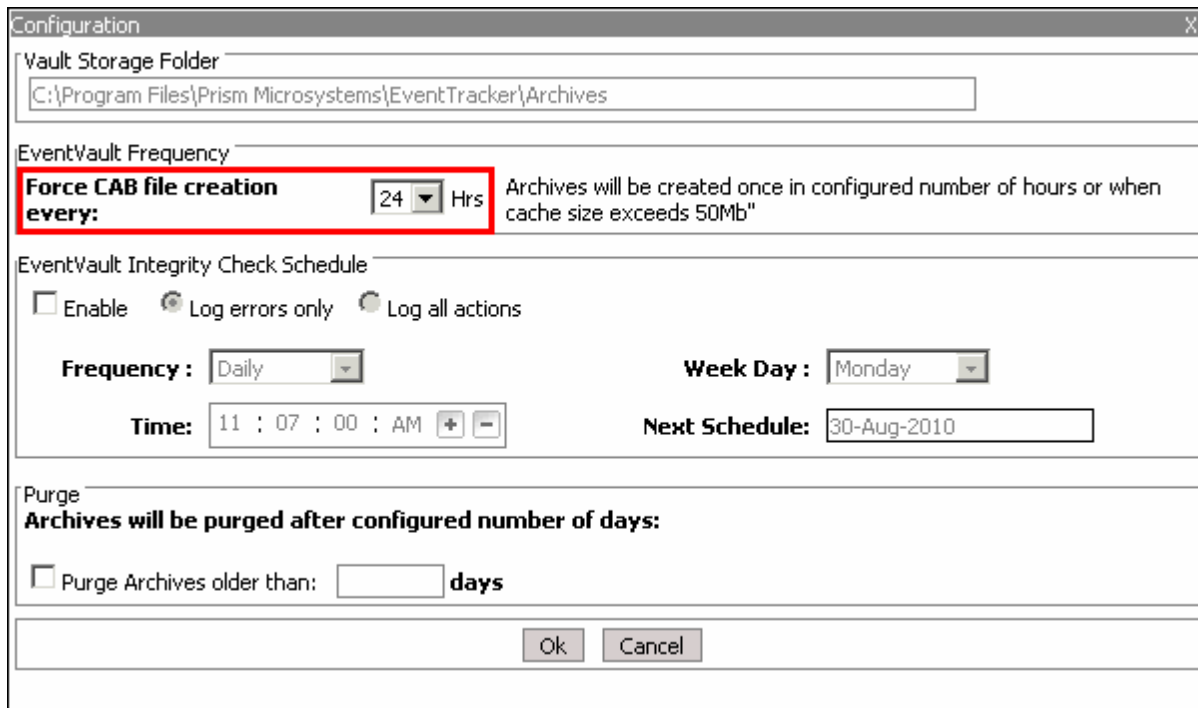 Configuration X
Vault Storage Folder
C:\Program Files\Prism Microsystems\EventTracker\Archives
EventVault Frequency
Force CAB file creation
every:
24 Hrs
Archives will be created once in configured number of hours or when
cache size exceeds 50Mb"
EventVault Integrity Check Schedule
Enable Log errors only Log all actions
Frequency : Daily Week Day : Monday
Time: 11 : 07 : 00 : AM + - Next Schedule: 30-Aug-2010
Purge
Archives will be purged after configured number of days:
Purge Archives older than: days
Ok Cancel